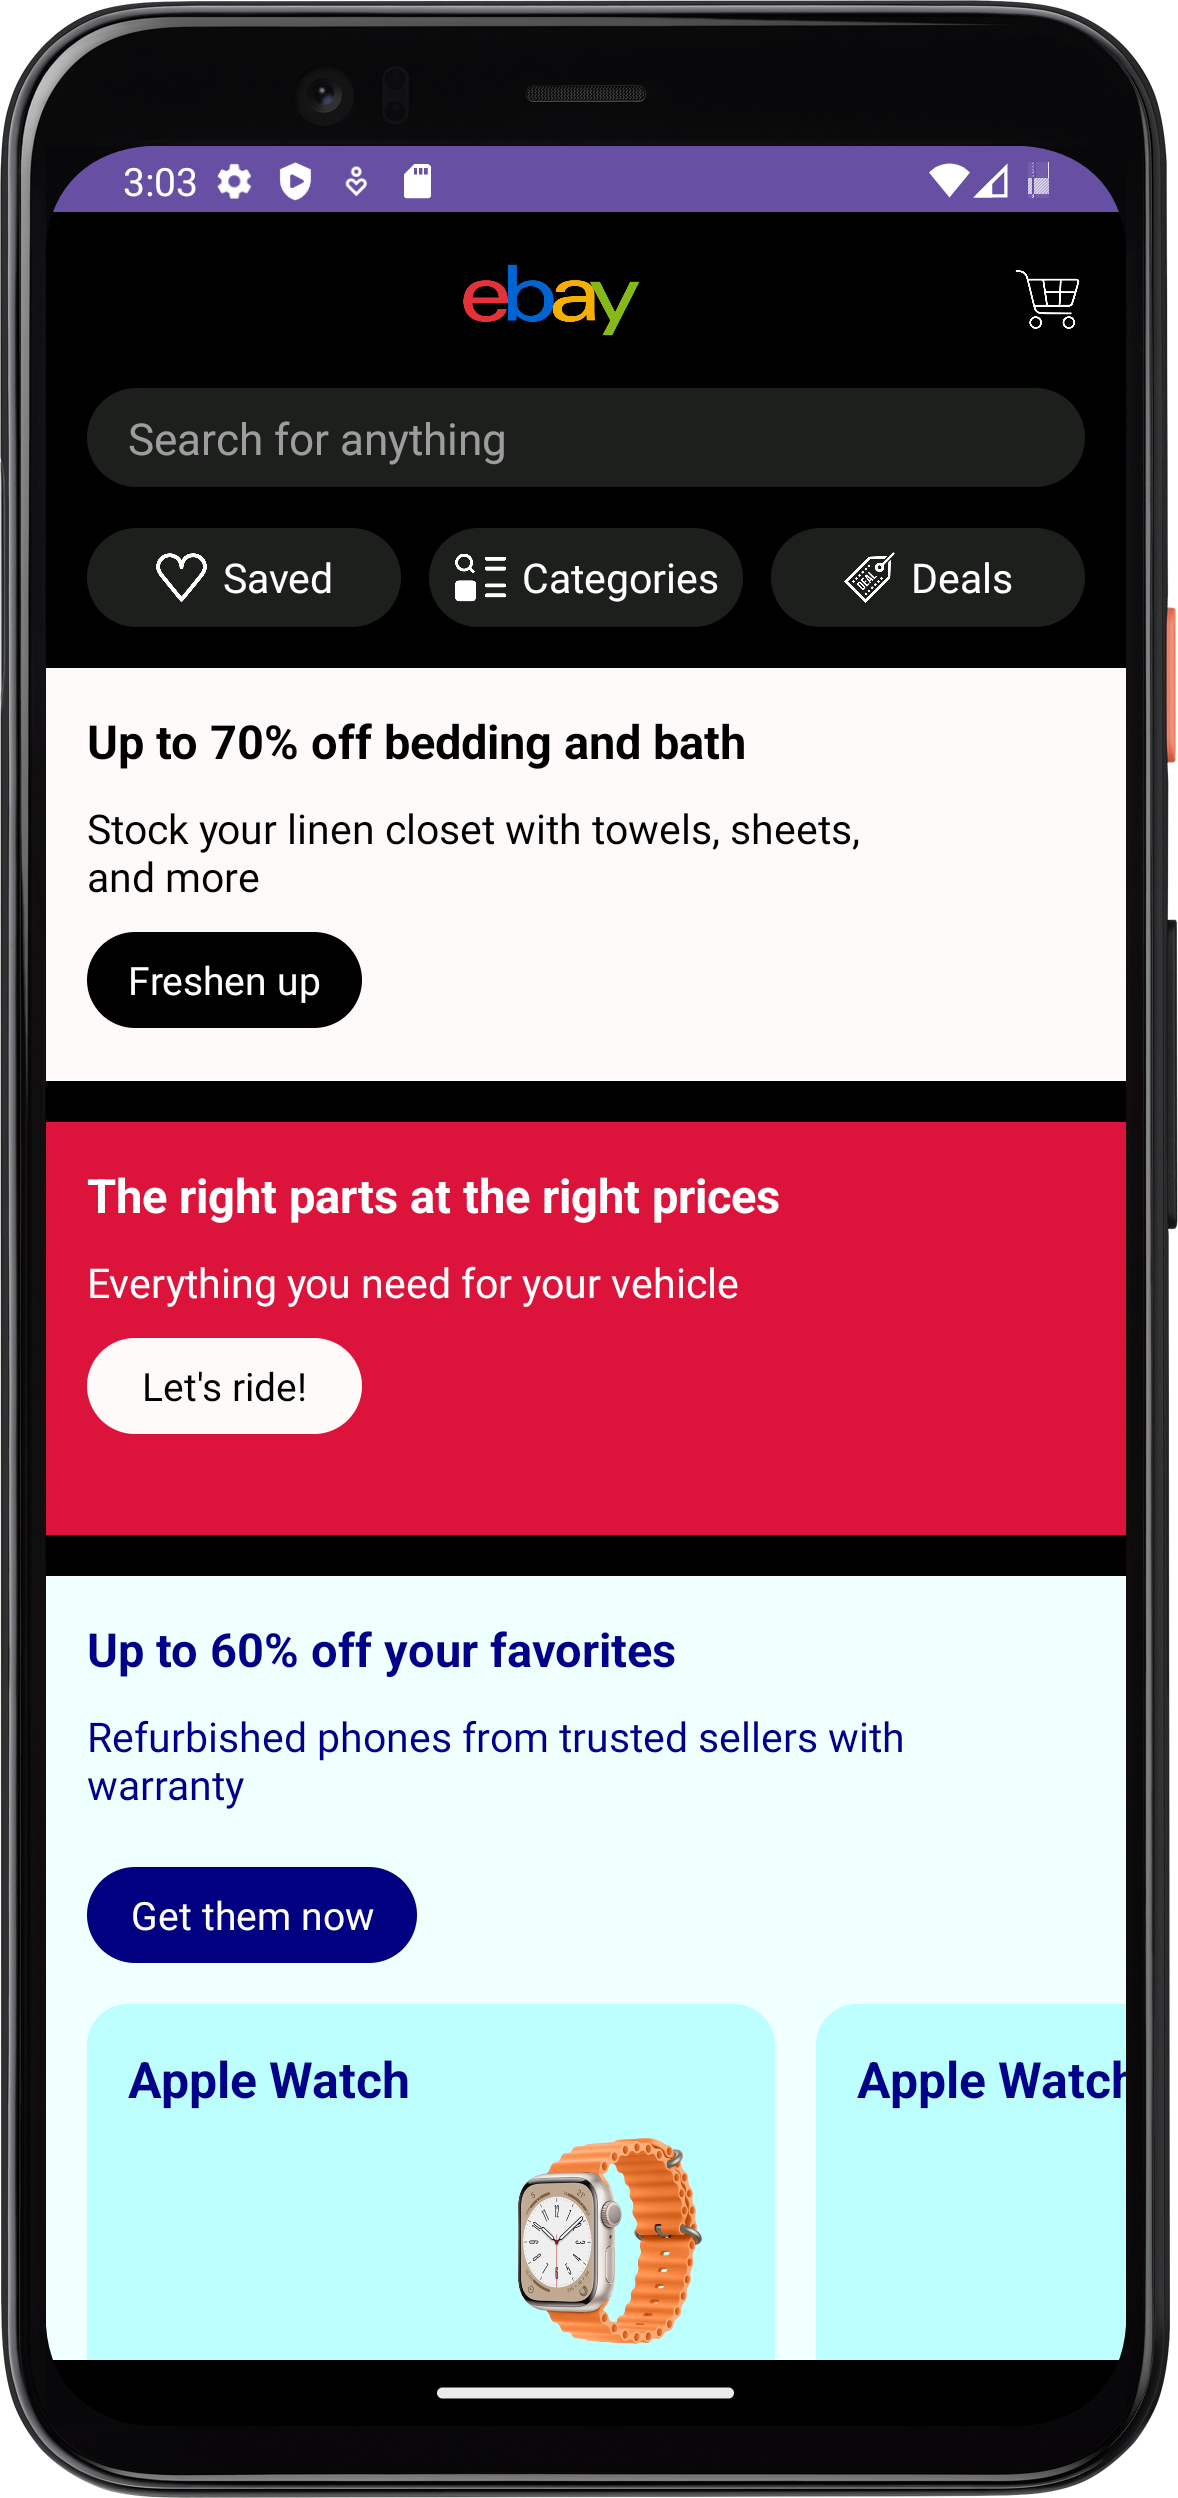 3:03
ebay
Search for anything
Saved
Categories
DEAL
Deals
Up to 70% off bedding and bath
Stock your linen closet with towels, sheets,
and more
Freshen up
The right parts at the right prices
Everything you need for your vehicle
Let's ride!
Up to 60% off your favorites
Refurbished phones from trusted sellers with
warranty
Get them now
Apple Watch
Apple Watch